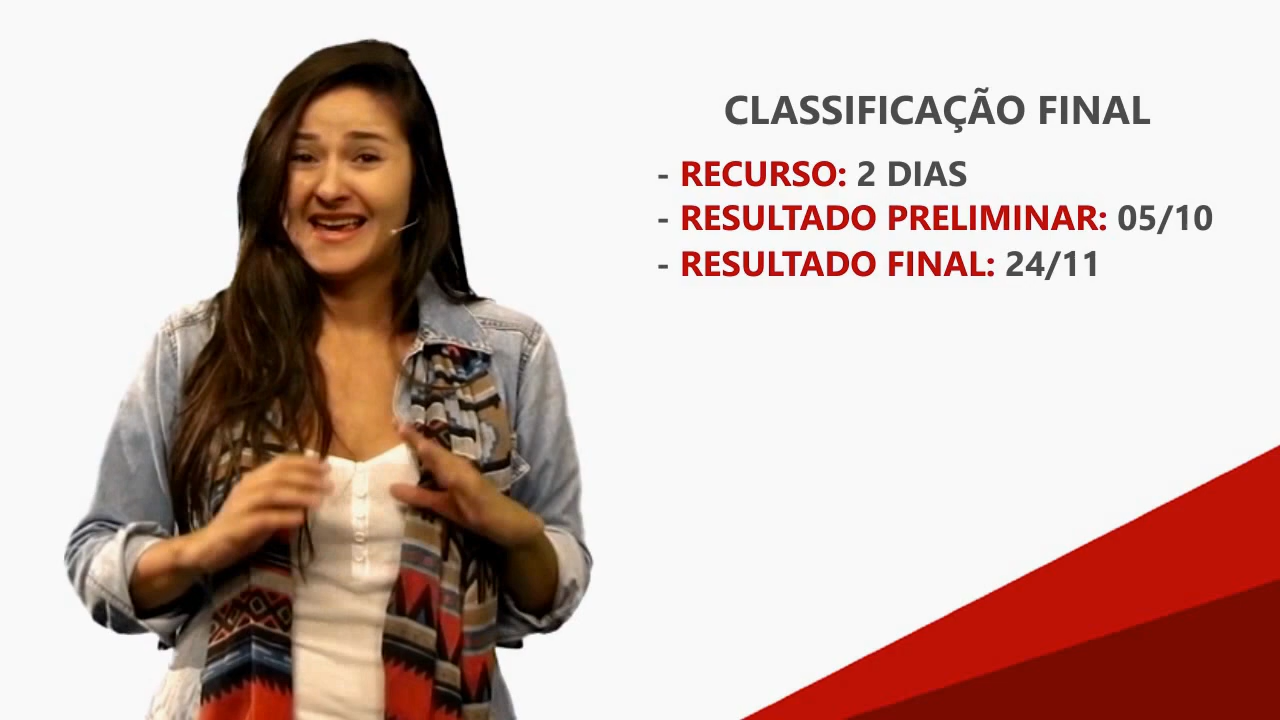 CLASSIFICAÇÃO FINAL
- RECURSO: 2 DIAS
- RESULTADO PRELIMINAR: 05/10
- RESULTADO FINAL: 24/11